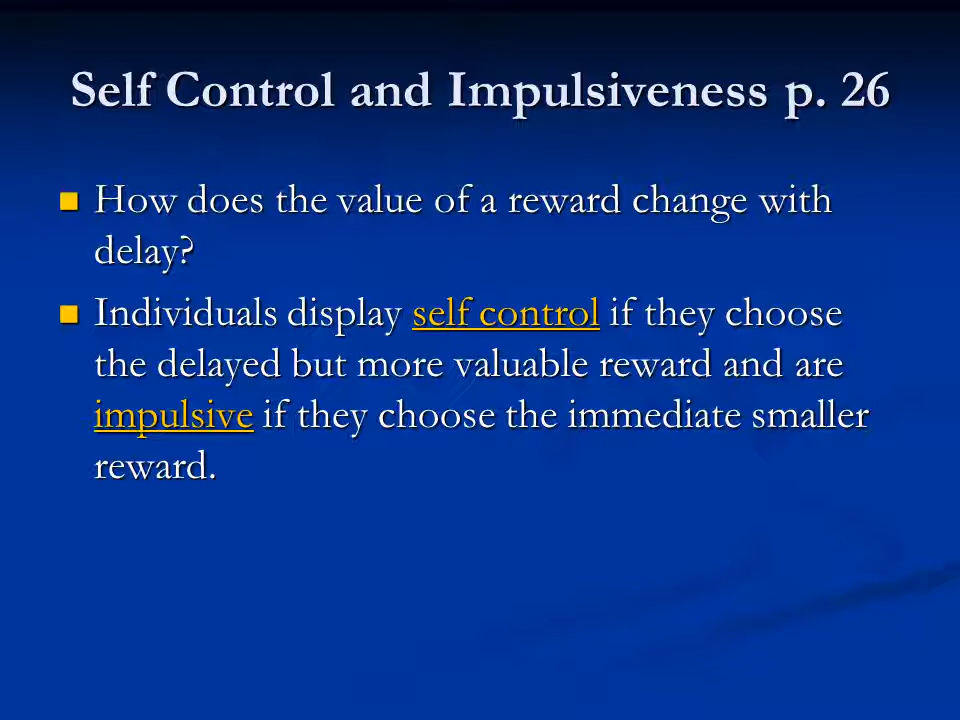 Self Control and Impulsiveness p. 26
How does the value of a reward change with
delay?
Individuals display self control if they choose
the delayed but more valuable reward and are
impulsive if they choose the immediate smaller
reward.